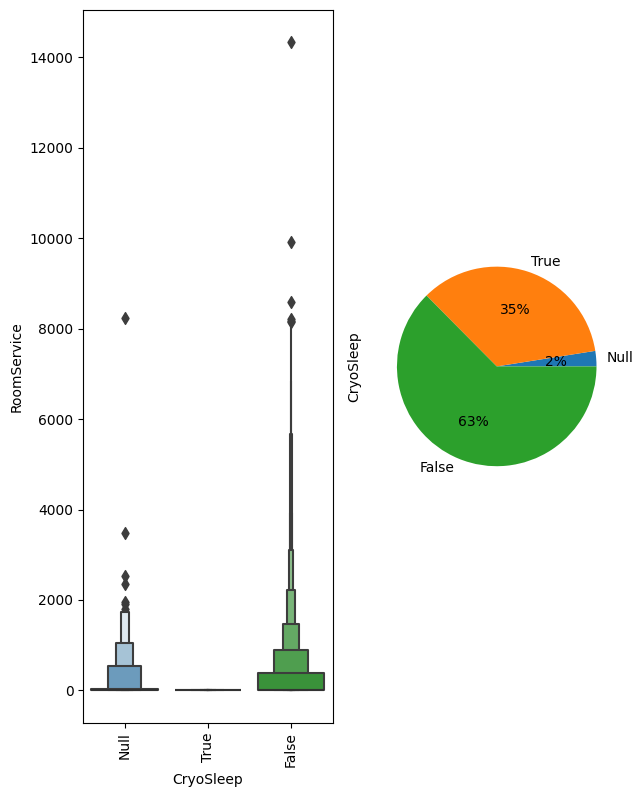 14000
12000
10000
8000
6000
4000
2000
0
RoomService
Null
True
False
CryoSleep
CryoSleep
True
35%
Null
2%
63%
False